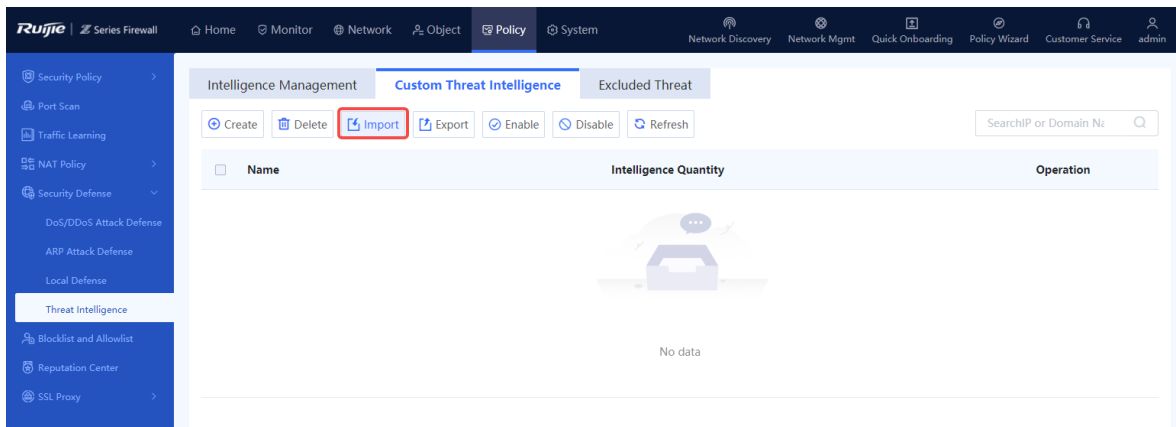 Ruijie | Z Series Firewall
Home Monitor Network Object Policy System
Network Discovery Network Mgmt Quick Onboarding Policy Wizard Customer Service admin
Security Policy
Port Scan
Traffic Learning
NAT Policy
Security Defense
DoS/DDoS Attack Defense
ARP Attack Defense
Local Defense
Threat Intelligence
Blocklist and Allowlist
Reputation Center
SSL Proxy
Intelligence Management Custom Threat Intelligence Excluded Threat
Create Delete Import Export Enable Disable Refresh
SearchIP or Domain Na
Name Intelligence Quantity Operation
No data